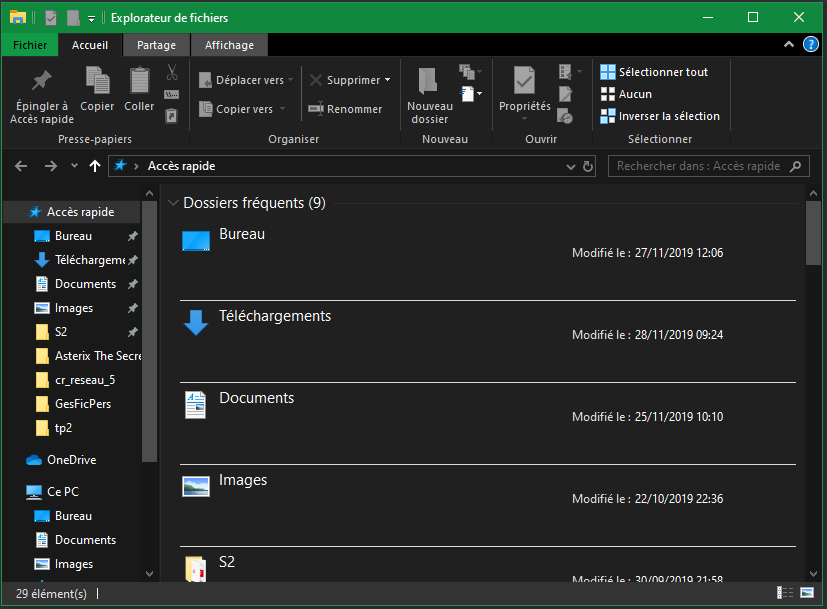 Explorateur de fichiers
Fichier Accueil Partage Affichage
Épingler à Accès rapide
Copier
Coller
Déplacer vers
Copier vers
Supprimer
Renommer
Nouveau dossier
Propriétés
Sélectionner tout
Aucun
Inverser la sélection
Presse-papiers Organiser Nouveau Ouvrir Sélectionner
Accès rapide
Rechercher dans : Accès rapide
Accès rapide
Bureau
Téléchargeme
Documents
Images
S2
Asterix The Secre
cr_reseau_5
GesFicPers
tp2
OneDrive
Ce PC
Bureau
Documents
Images
Dossiers fréquents (9)
Bureau
Modifié le : 27/11/2019 12:06
Téléchargements
Modifié le : 28/11/2019 09:24
Documents
Modifié le : 25/11/2019 10:10
Images
Modifié le : 22/10/2019 22:36
S2
Modifié le : 30/09/2019 21:58
29 élément(s)